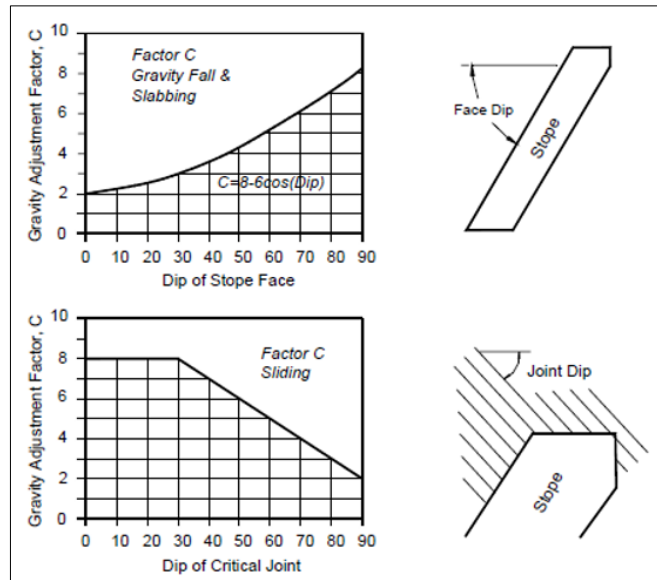 Gravity Adjustment Factor, C
10
8
6
4
2
0
Factor C
Gravity Fall &
Slabbing
C=8-6cos(Dip)
0 10 20 30 40 50 60 70 80 90
Dip of Stope Face
Face Dip
Stope
Gravity Adjustment Factor, C
10
8
6
4
2
0
Factor C
Sliding
0 10 20 30 40 50 60 70 80 90
Dip of Critical Joint
Joint Dip
Stope